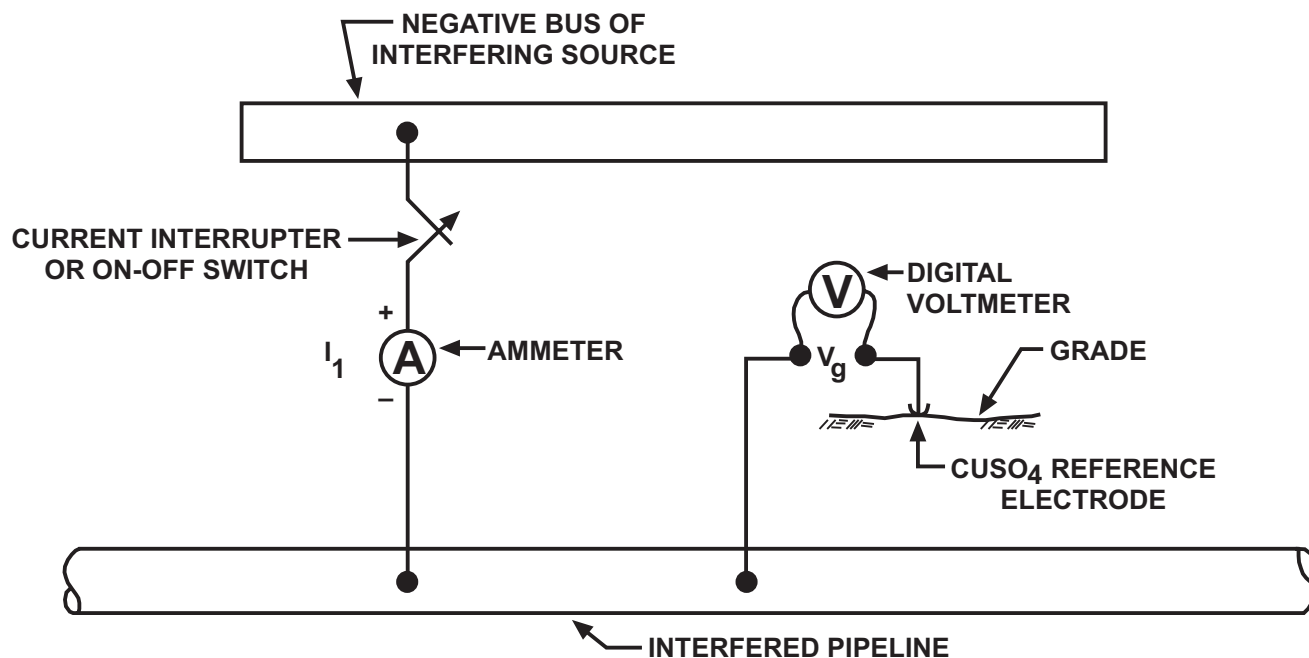 NEGATIVE BUS OF
INTERFERING SOURCE
CURRENT INTERRUPTER
OR ON-OFF SWITCH
+
I1
A
AMMETER
–
V
DIGITAL
VOLTMETER
Vg
GRADE
CUSO4 REFERENCE
ELECTRODE
INTERFERED PIPELINE